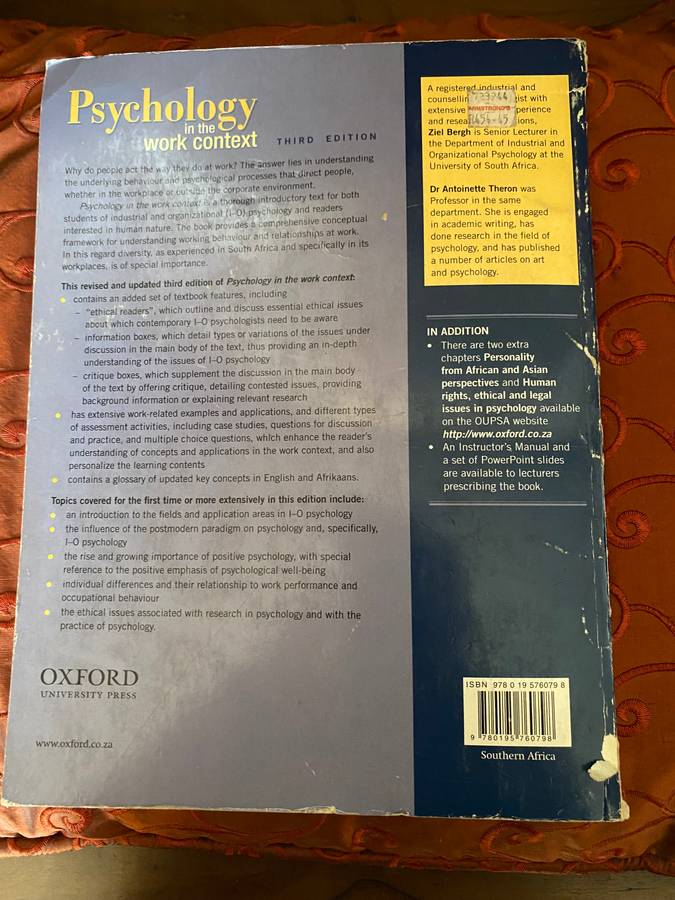 Psychology
in the
work context
THIRD EDITION
Why do people act the way they do at work? The answer lies in understanding
the underlying behaviour and psychological processes that direct people,
whether in the workplace or outside the corporate environment.
Psychology in the work context is a thorough introductory text for both
students of industrial and organizational (I–O) psychology and readers
interested in human nature. The book provides a comprehensive conceptual
framework for understanding working behaviour and relationships at work.
In this regard diversity, as experienced in South Africa and specifically in its
workplaces, is of special importance.
This revised and updated third edition of Psychology in the work context:
• contains an added set of textbook features, including
– “ethical readers”, which outline and discuss essential ethical issues
about which contemporary I–O psychologists need to be aware
– information boxes, which detail types or variations of the issues under
discussion in the main body of the text, thus providing an in-depth
understanding of the issues of I–O psychology
– critique boxes, which supplement the discussion in the main body
of the text by offering critique, detailing contested issues, providing
background information or explaining relevant research
• has extensive work-related examples and applications, and different types
of assessment activities, including case studies, questions for discussion
and practice, and multiple choice questions, which enhance the reader's
understanding of concepts and applications in the work context, and also
personalize the learning contents
• contains a glossary of updated key concepts in English and Afrikaans.
Topics covered for the first time or more extensively in this edition include:
• an introduction to the fields and application areas in I–O psychology
• the influence of the postmodern paradigm on psychology and, specifically,
I–O psychology
• the rise and growing importance of positive psychology, with special
reference to the positive emphasis of psychological well-being
• individual differences and their relationship to work performance and
occupational behaviour
• the ethical issues associated with research in psychology and with the
practice of psychology.
OXFORD
UNIVERSITY PRESS
www.oxford.co.za
A registered industrial and
counsellin gist with
extensive perience
and resea ions,
Ziel Bergh is Senior Lecturer in
the Department of Industrial and
Organizational Psychology at the
University of South Africa.
ARMSTRONG'S
Dr Antoinette Theron was
Professor in the same
department. She is engaged
in academic writing, has
done research in the field of
psychology, and has published
a number of articles on art
and psychology.
IN ADDITION
• There are two extra
chapters Personality
from African and Asian
perspectives and Human
rights, ethical and legal
issues in psychology available
on the OUPSA website
http://www.oxford.co.za
• An Instructor's Manual and
a set of PowerPoint slides
are available to lecturers
prescribing the book.
ISBN 978 0 19 576079 8
9 780195 760798
Southern Africa